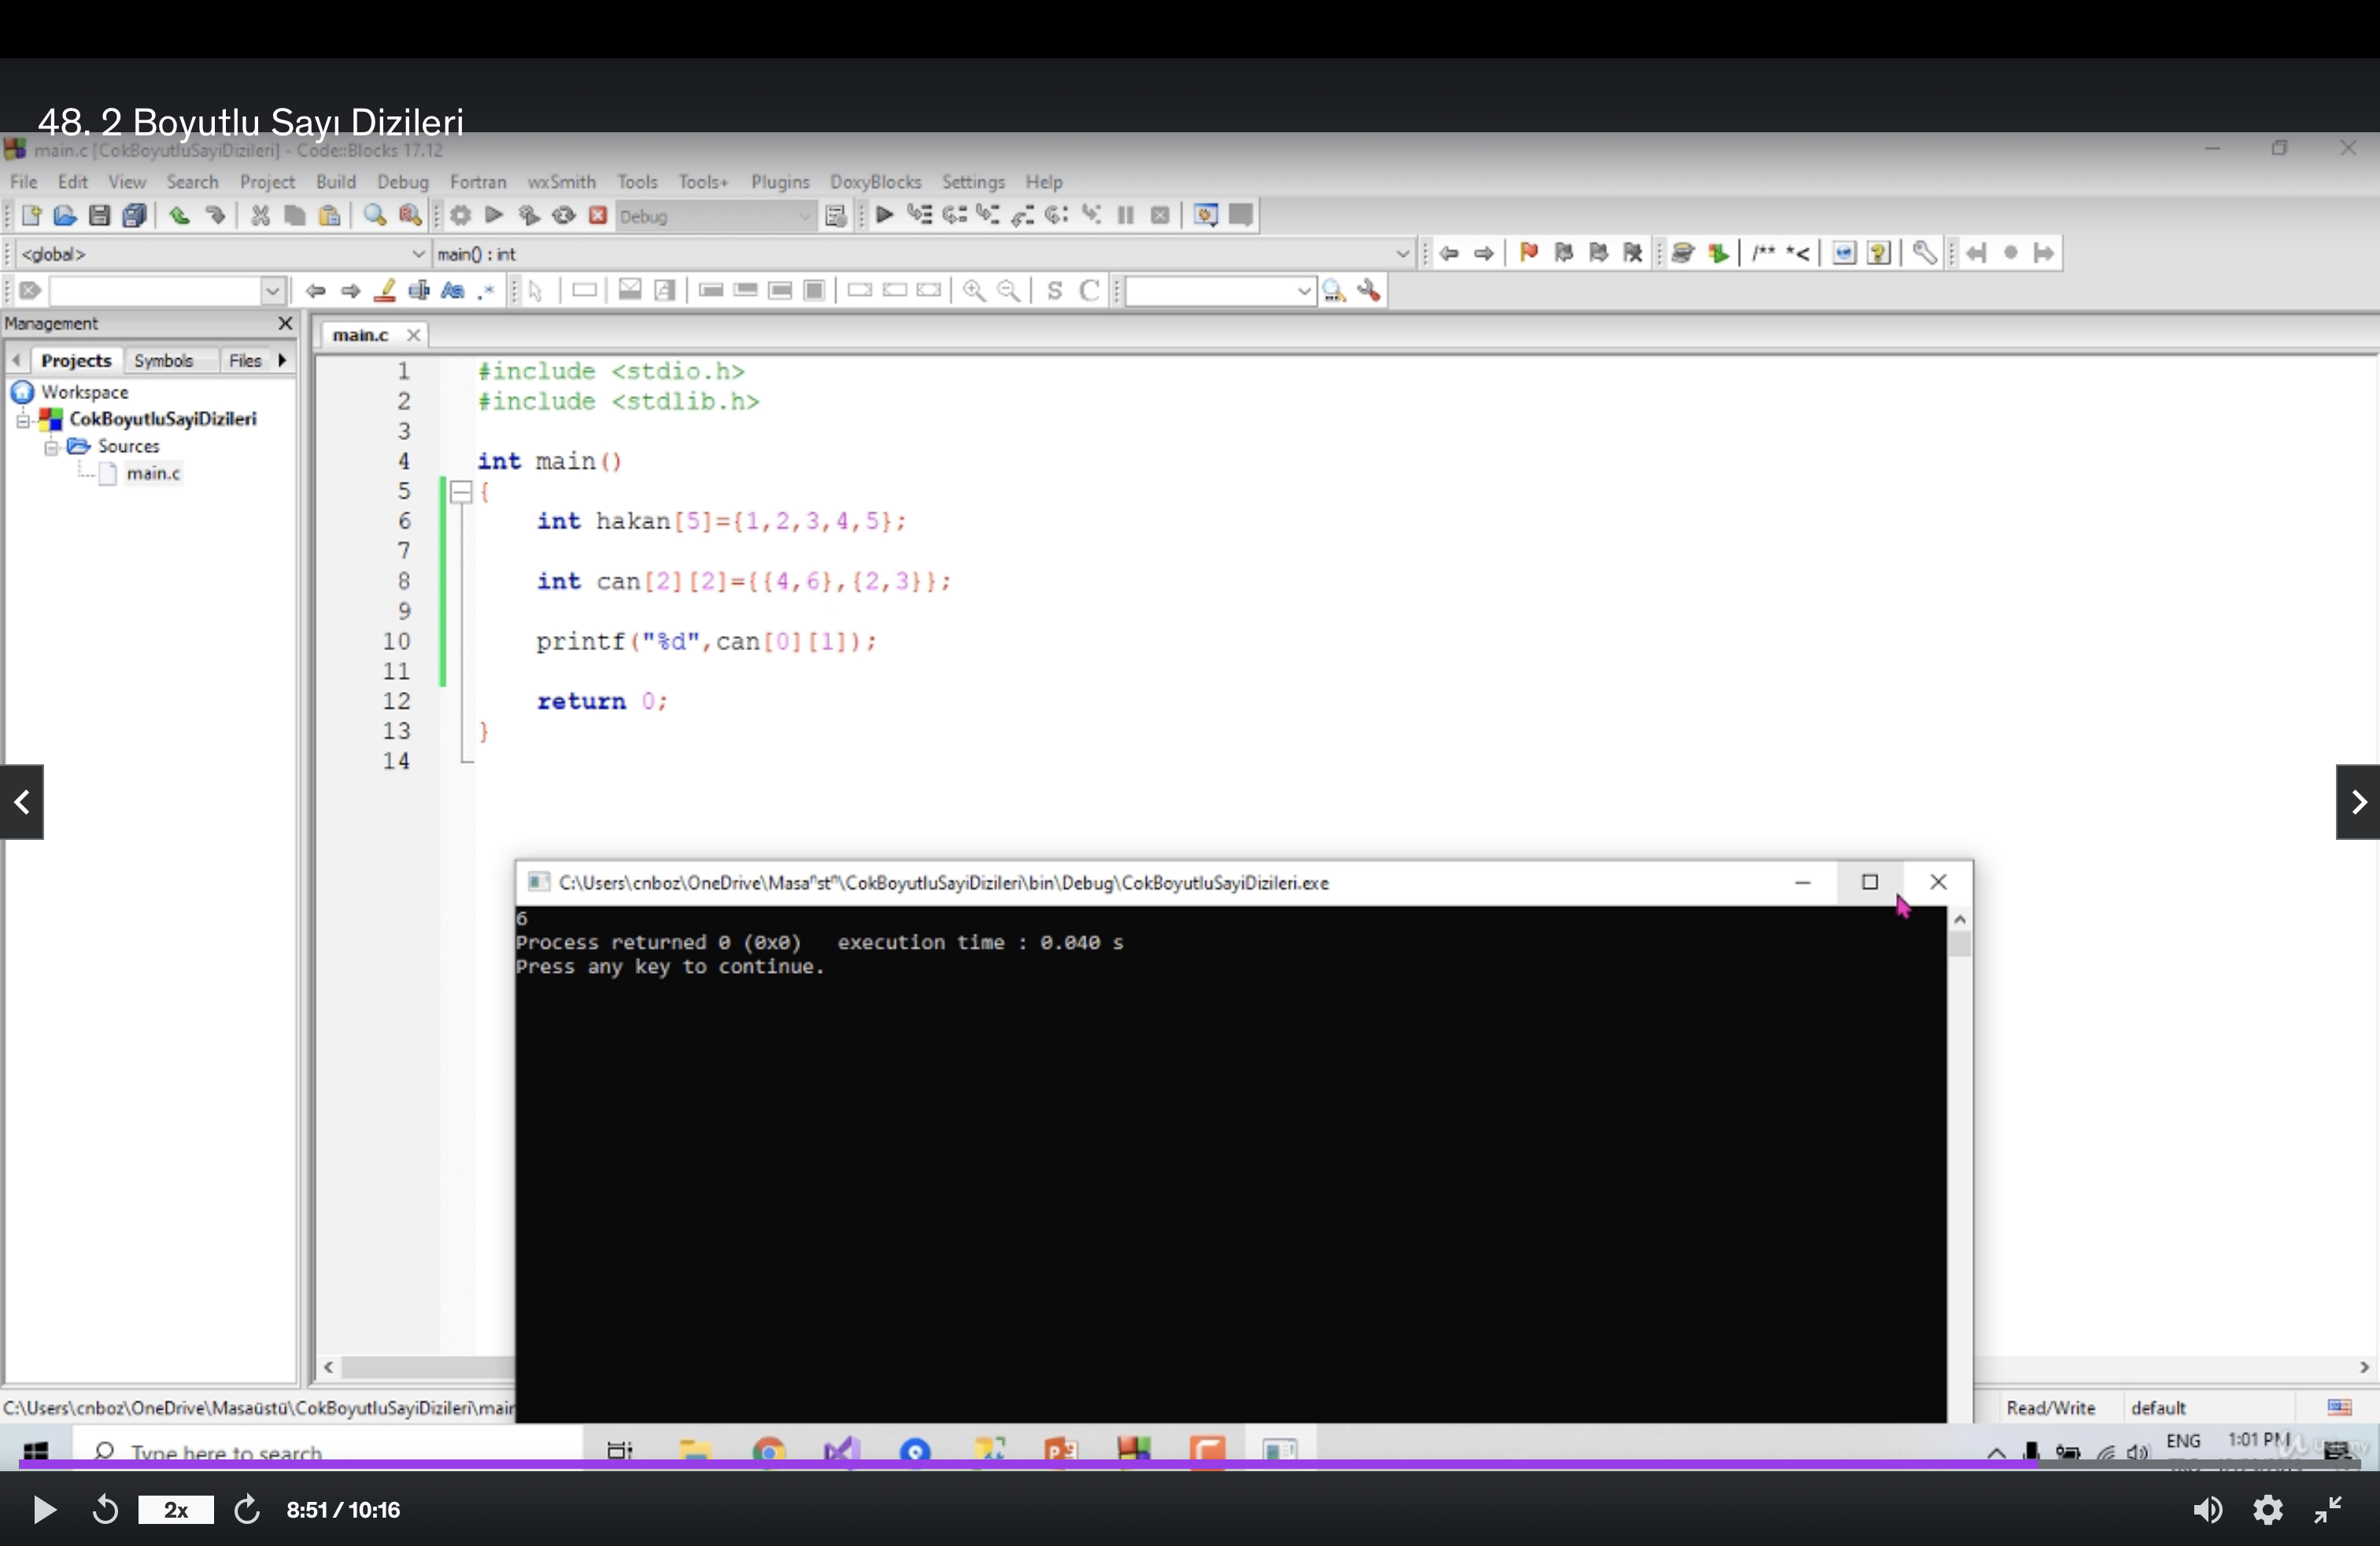 48. 2 Boyutlu Sayı Dizileri
main.c [CokBoyutluSayiDizileri] - Code::Blocks 17.12
File Edit View Search Project Build Debug Fortran wxSmith Tools Tools+ Plugins DoxyBlocks Settings Help
Debug
<global> main() : int
/** *<
S C
Management
Projects Symbols Files
Workspace
CokBoyutluSayiDizileri
Sources
main.c
main.c
1 #include <stdio.h>
2 #include <stdlib.h>
3
4 int main()
5 {
6 int hakan[5]={1,2,3,4,5};
7
8 int can[2][2]={{4,6},{2,3}};
9
10 printf("%d",can[0][1]);
11
12 return 0;
13 }
14
C:\Users\cnboz\OneDrive\Masaⁿstⁿ\CokBoyutluSayiDizileri\bin\Debug\CokBoyutluSayiDizileri.exe
6
Process returned 0 (0x0) execution time : 0.040 s
Press any key to continue.
C:\Users\cnboz\OneDrive\Masaüstü\CokBoyutluSayiDizileri\main
Read/Write default
Type here to search
ENG 1:01 PM
2x 8:51 / 10:16